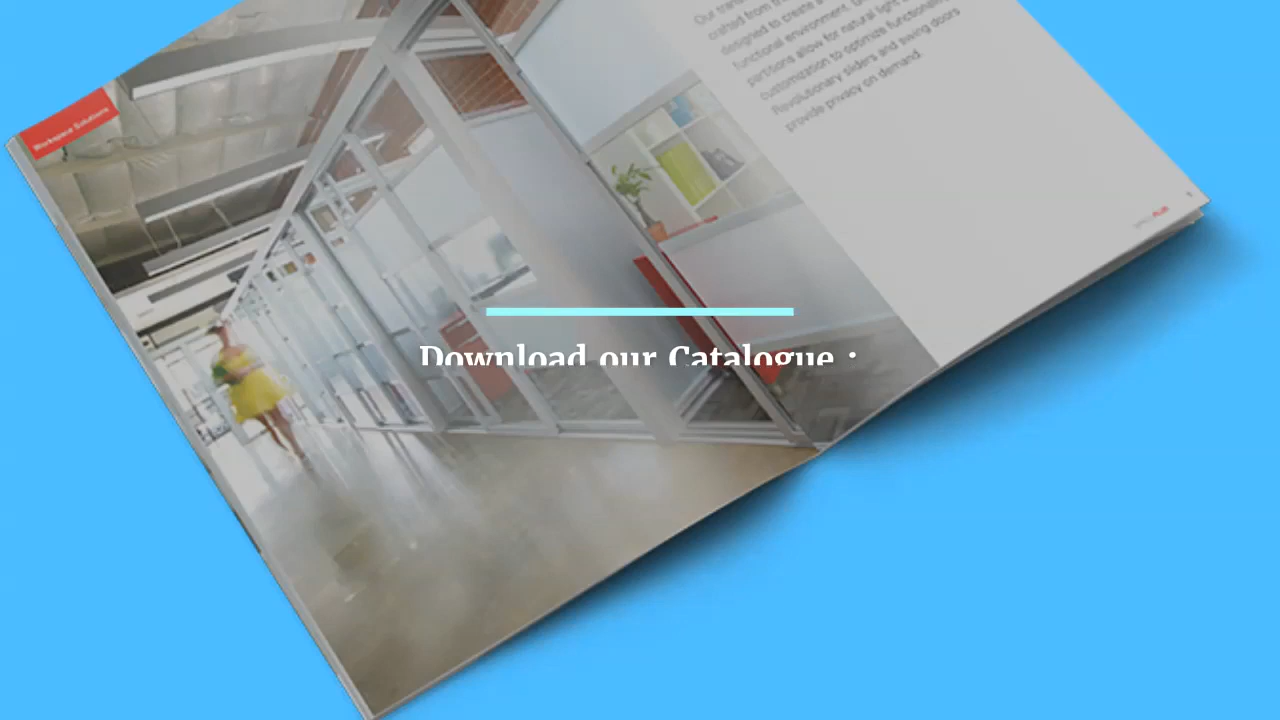 Our
crafted from
designed to create
functional environment.
partitions allow for natural light
customization to optimize functionality
Revolutionary sliders and swing doors
provide privacy on demand.
Workspace Solutions
PLUS
Download our Catalogue :